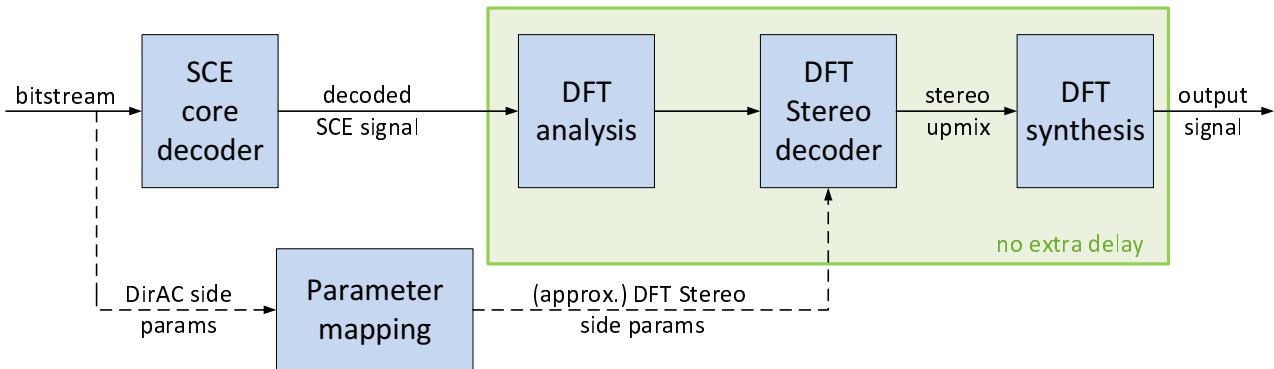 bitstream
SCE
core
decoder
decoded
SCE signal
DFT
analysis
DFT
Stereo
decoder
stereo
upmix
DFT
synthesis
output
signal
no extra delay
DirAC side
params
Parameter
mapping
(approx.) DFT Stereo
side params